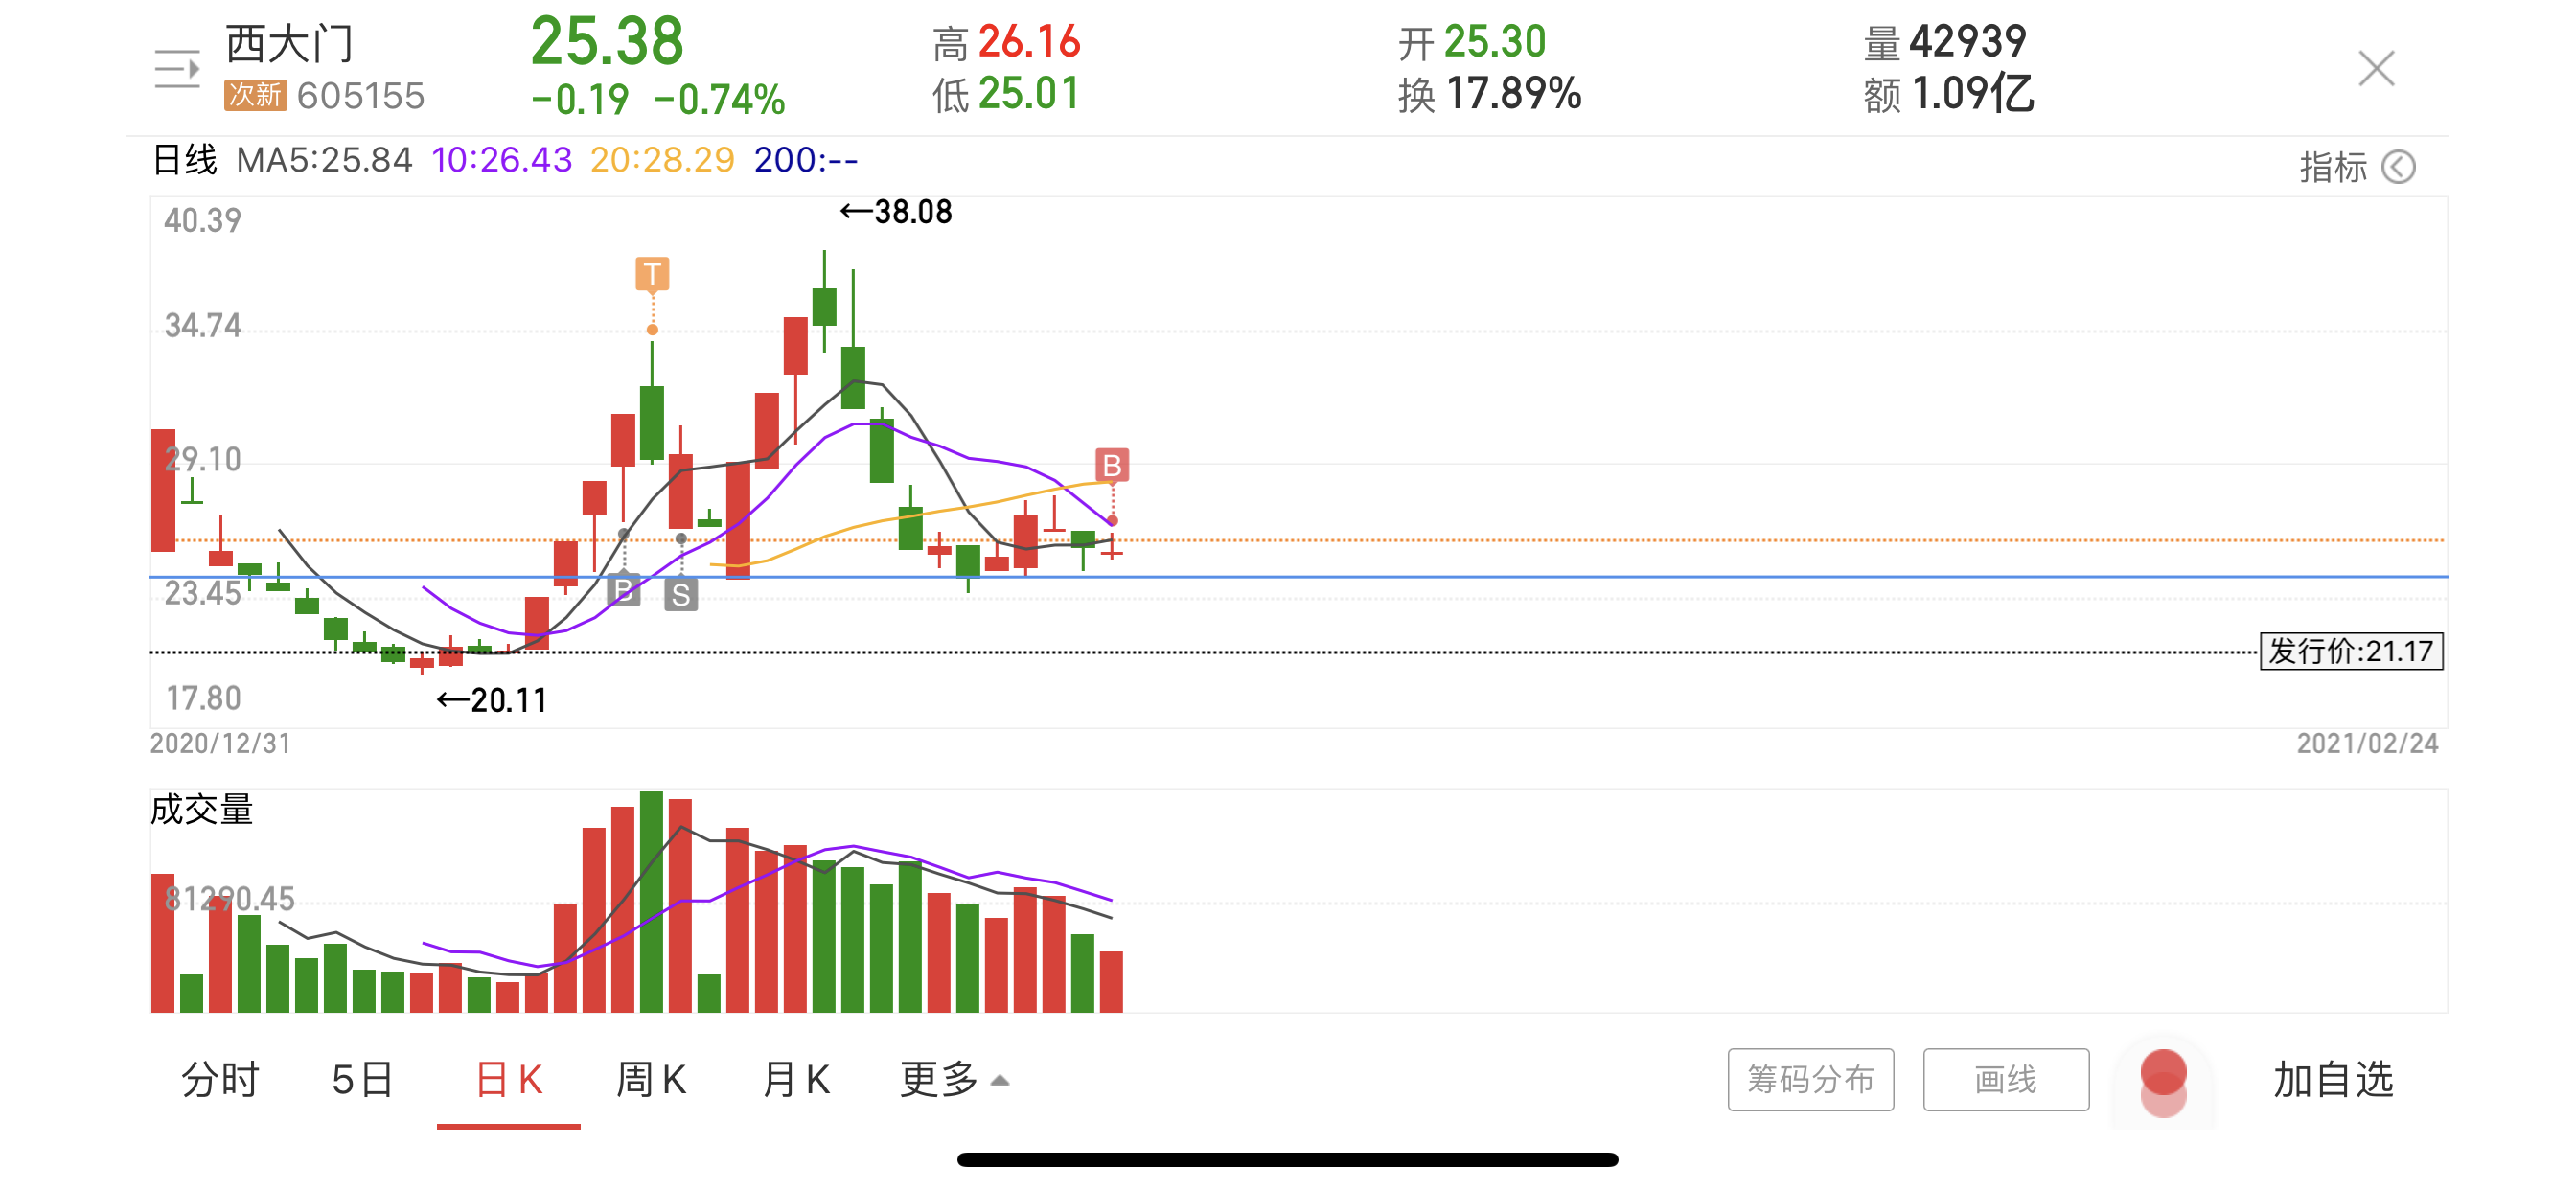 西大门
次新 605155
25.38
-0.19 -0.74%
高 26.16
低 25.01
开 25.30
换 17.89%
量 42939
额 1.09亿
日线 MA5:25.84 10:26.43 20:28.29 200:--
指标
40.39
←38.08
34.74
T
29.10
B
23.45
B
S
发行价:21.17
17.80
←20.11
2020/12/31
2021/02/24
成交量
81290.45
分时 5日 日K 周K 月K 更多
筹码分布 画线 加自选